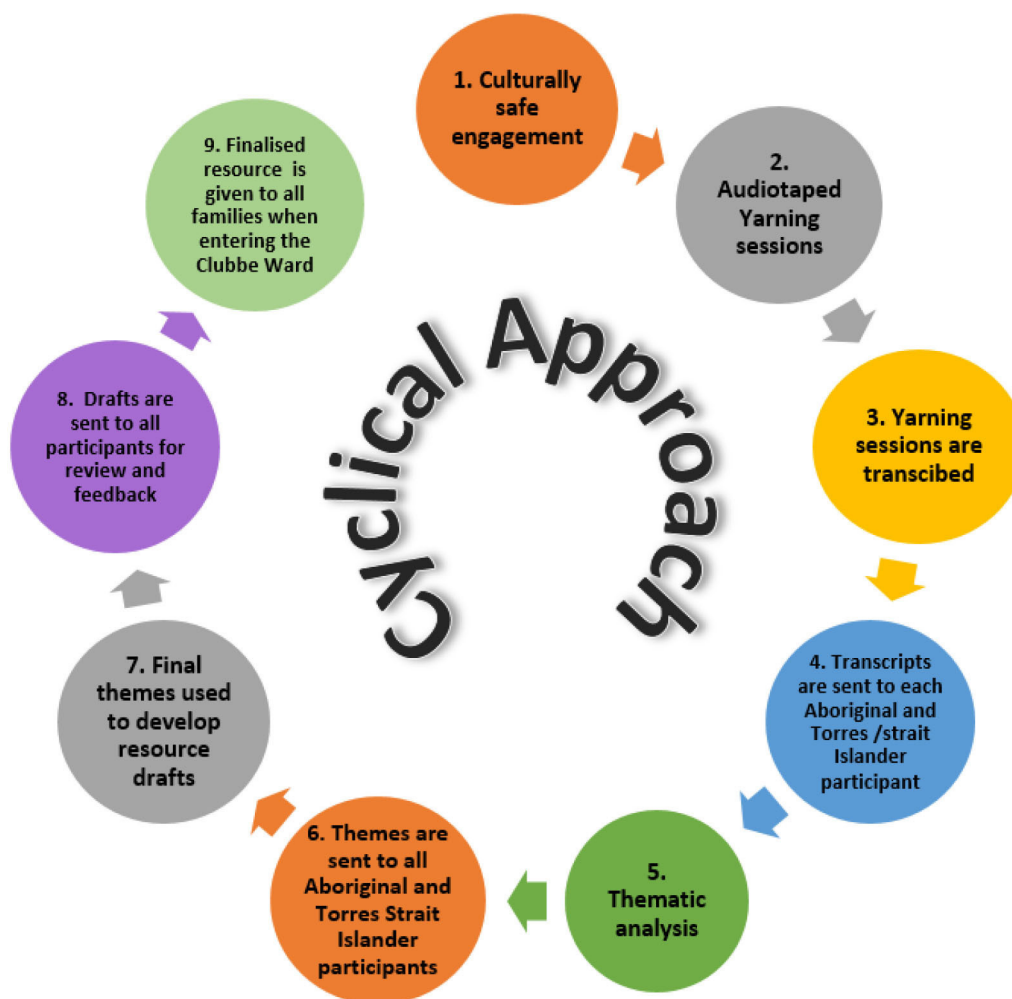 1. Culturally
safe
engagement
2.
Audiotaped
Yarning
sessions
3. Yarning
sessions are
transcibed
4. Transcripts
are sent to each
Aboriginal and
Torres /strait
Islander
participant
5.
Thematic
analysis
6. Themes are
sent to all
Aboriginal and
Torres Strait
Islander
participants
7. Final
themes used
to develop
resource
drafts
8. Drafts are
sent to all
participants for
review and
feedback
9. Finalised
resource is
given to all
families when
entering the
Clubbe Ward
Cyclical Approach